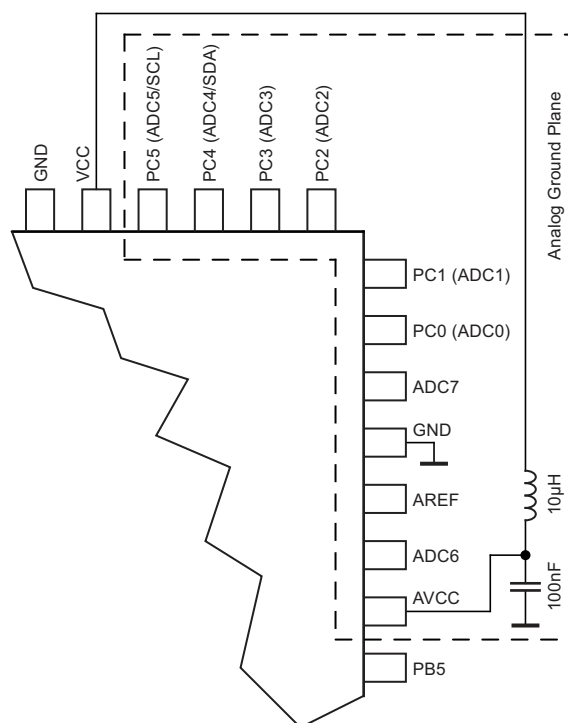 GND
VCC
PC5 (ADC5/SCL)
PC4 (ADC4/SDA)
PC3 (ADC3)
PC2 (ADC2)
Analog Ground Plane
PC1 (ADC1)
PC0 (ADC0)
ADC7
GND
AREF
ADC6
AVCC
PB5
10µH
100nF